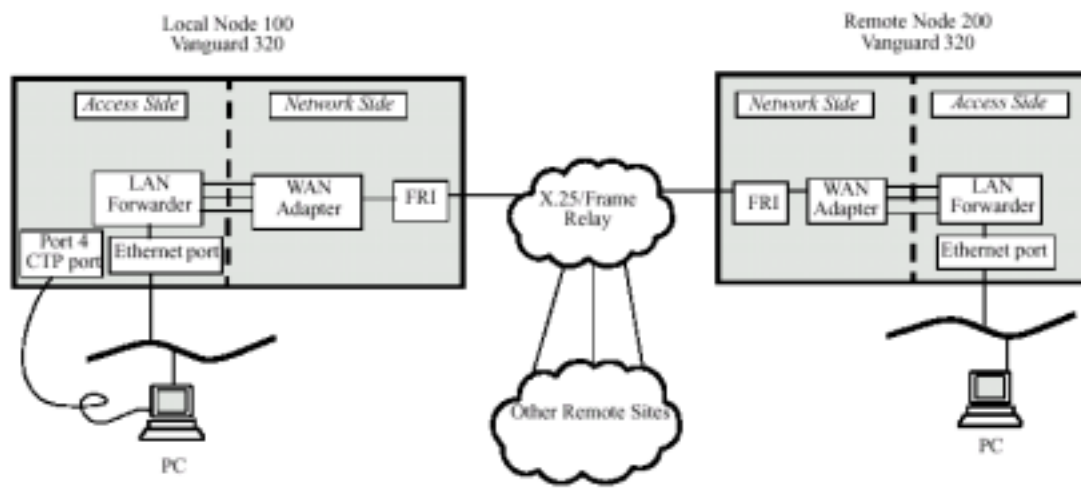 Local Node 100
Vanguard 320
Remote Node 200
Vanguard 320
Access Side
Network Side
Network Side
Access Side
LAN
Forwarder
WAN
Adapter
FRI
X.25/Frame
Relay
FRI
WAN
Adapter
LAN
Forwarder
Port 4
CTP port
Ethernet port
Ethernet port
Other Remote Sites
PC
PC